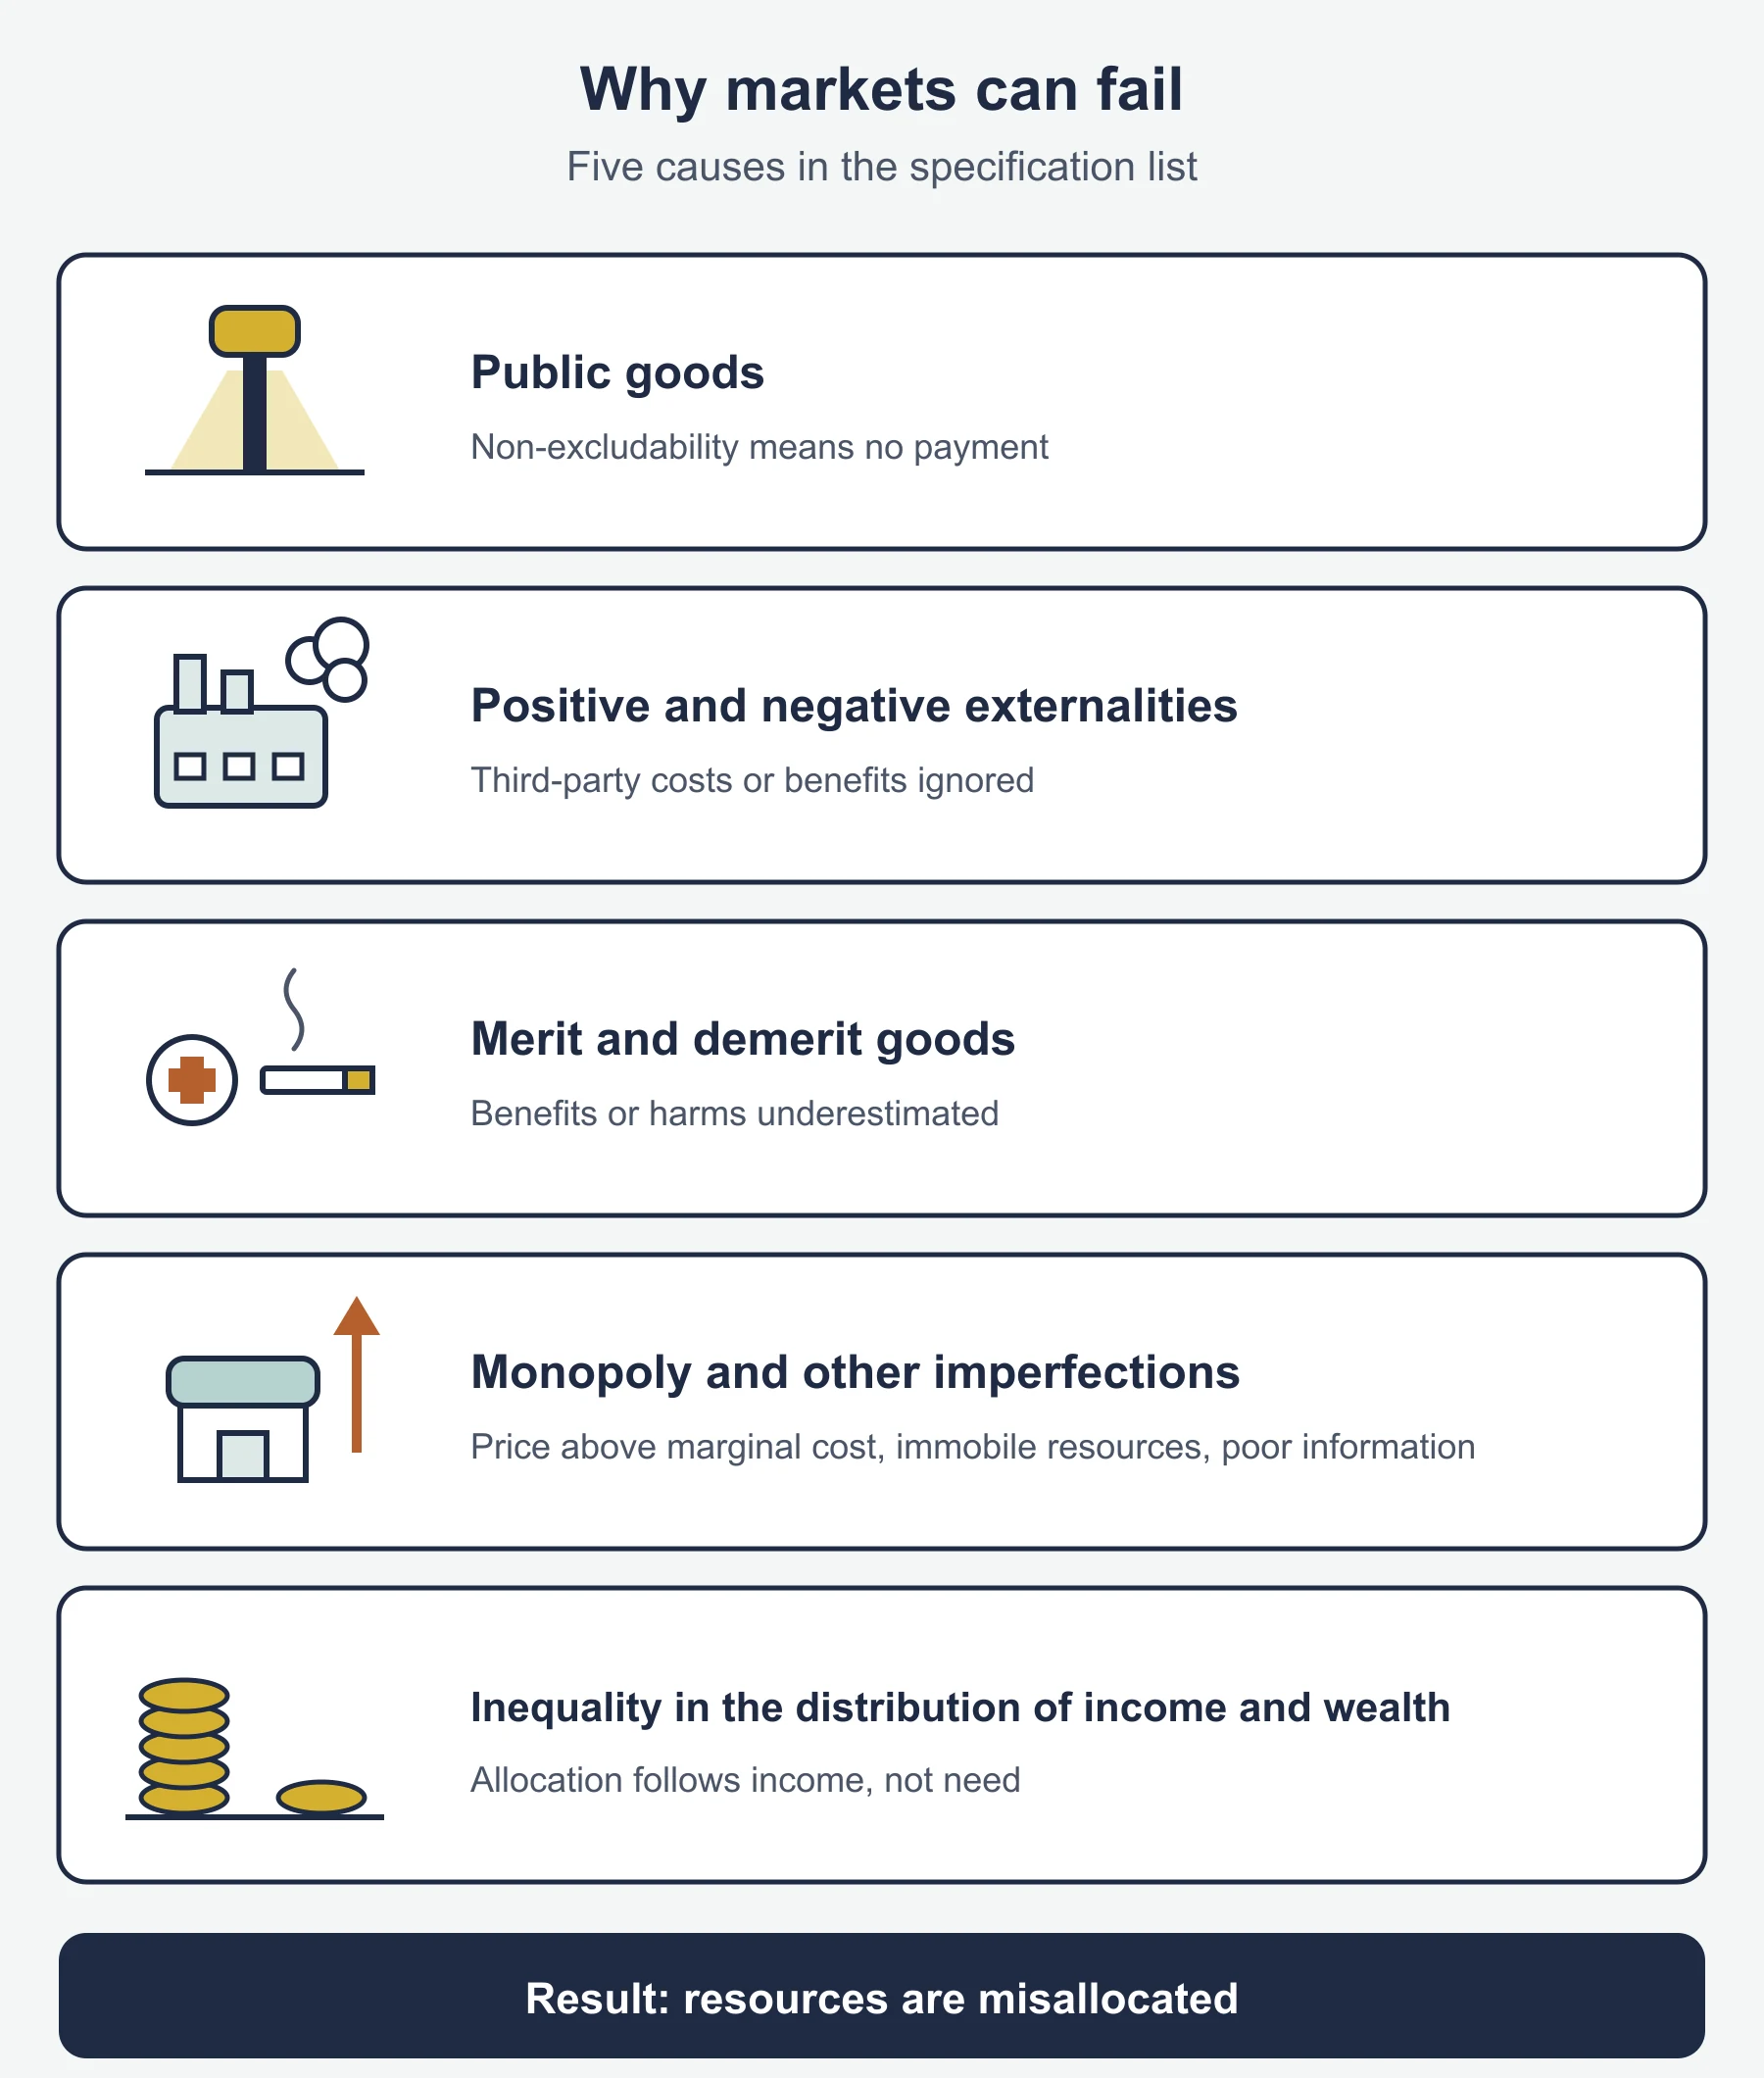 Why markets can fail
Five causes in the specification list
Public goods
Non-excludability means no payment
Positive and negative externalities
Third-party costs or benefits ignored
Merit and demerit goods
Benefits or harms underestimated
Monopoly and other imperfections
Price above marginal cost, immobile resources, poor information
Inequality in the distribution of income and wealth
Allocation follows income, not need
Result: resources are misallocated